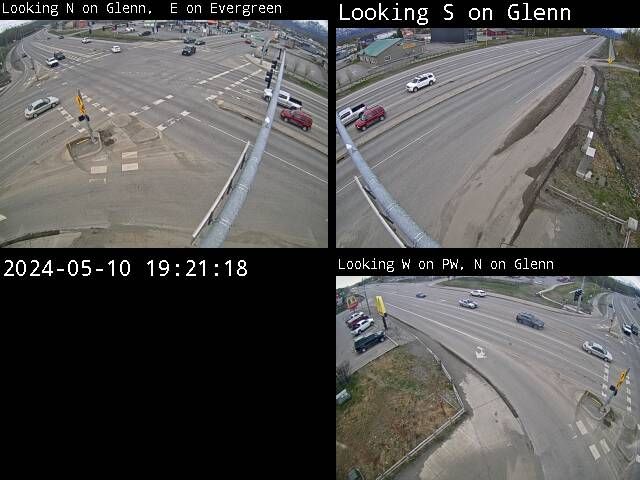 Looking N on Glenn, E on Evergreen
Looking S on Glenn
2024-05-10 19:21:18
Looking W on PW, N on Glenn